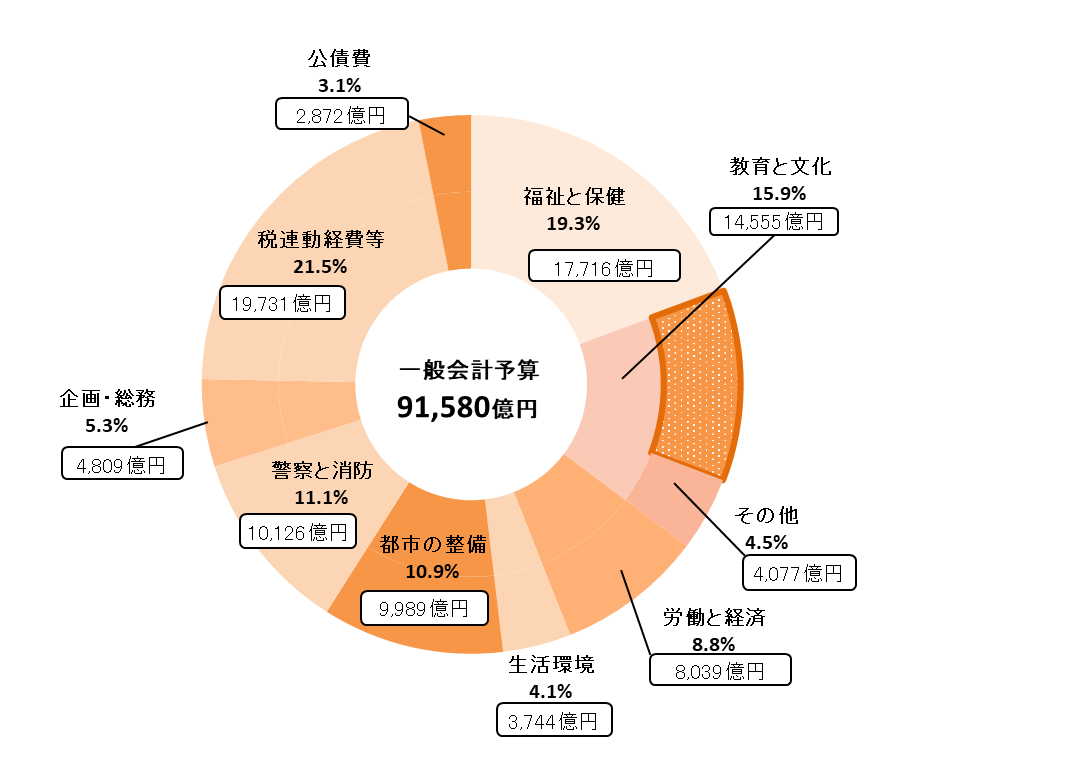 公債費
3.1%
2,872億円
福祉と保健
19.3%
17,716億円
教育と文化
15.9%
14,555億円
税連動経費等
21.5%
19,731億円
一般会計予算
91,580億円
企画・総務
5.3%
4,809億円
警察と消防
11.1%
10,126億円
都市の整備
10.9%
9,989億円
その他
4.5%
4,077億円
労働と経済
8.8%
8,039億円
生活環境
4.1%
3,744億円